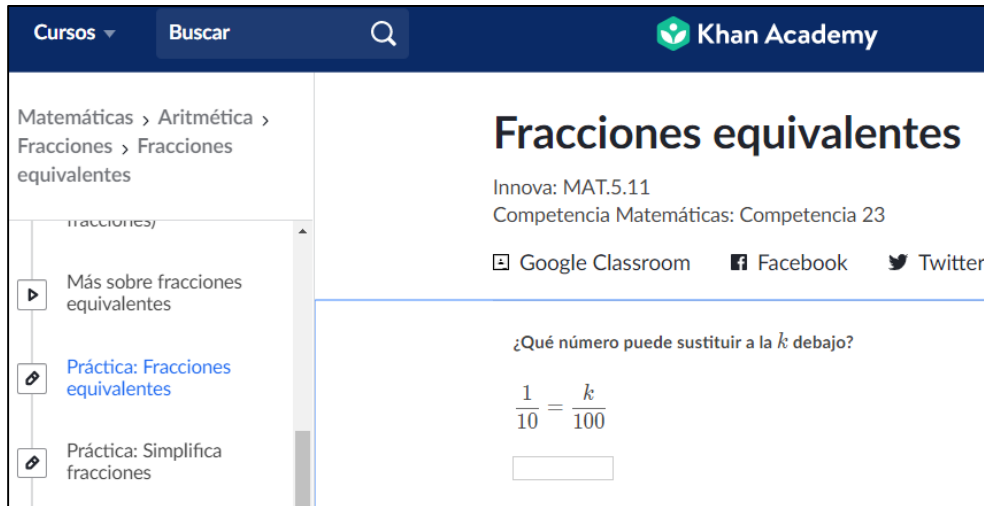 Cursos
Buscar
Khan Academy
Matemáticas > Aritmética >
Fracciones > Fracciones
equivalentes
fracciones)
Más sobre fracciones
equivalentes
Práctica: Fracciones
equivalentes
Práctica: Simplifica
fracciones
Fracciones equivalentes
Innova: MAT.5.11
Competencia Matemáticas: Competencia 23
Google Classroom Facebook Twitter
¿Qué número puede sustituir a la k debajo?
1/10 = k/100